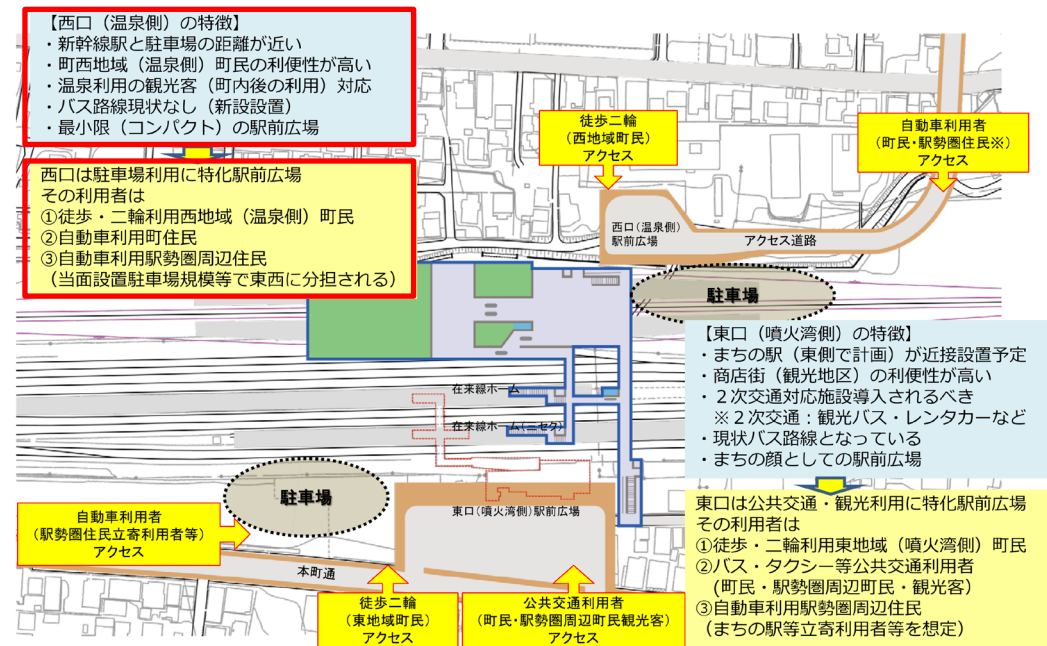 【西口（温泉側）の特徴】
・新幹線駅と駐車場の距離が近い
・町西地域（温泉側）町民の利便性が高い
・温泉利用の観光客（町内後の利用）対応
・バス路線現状なし（新設設置）
・最小限（コンパクト）の駅前広場
西口は駐車場利用に特化駅前広場
その利用者は
①徒歩・二輪利用西地域（温泉側）町民
②自動車利用町住民
③自動車利用駅勢圏周辺住民
（当面設置駐車場規模等で東西に分担される）
徒歩二輪
（西地域町民）
アクセス
自動車利用者
（町民・駅勢圏住民※）
アクセス
西口（温泉側）
駅前広場
アクセス道路
駐車場
【東口（噴火湾側）の特徴】
・まちの駅（東側で計画）が近接設置予定
・商店街（観光地区）の利便性が高い
・２次交通対応施設導入されるべき
※２次交通：観光バス・レンタカーなど
・現状バス路線となっている
・まちの顔としての駅前広場
在来線ホーム
在来線ホーム（三セク）
駐車場
東口（噴火湾側）駅前広場
自動車利用者
（駅勢圏住民立寄利用者等）
アクセス
本町通
徒歩二輪
（東地域町民）
アクセス
公共交通利用者
（町民・駅勢圏周辺町民観光客）
アクセス
東口は公共交通・観光利用に特化駅前広場
その利用者は
①徒歩・二輪利用東地域（噴火湾側）町民
②バス・タクシー等公共交通利用者
（町民・駅勢圏周辺町民・観光客）
③自動車利用駅勢圏周辺住民
（まちの駅等立寄利用者等を想定）